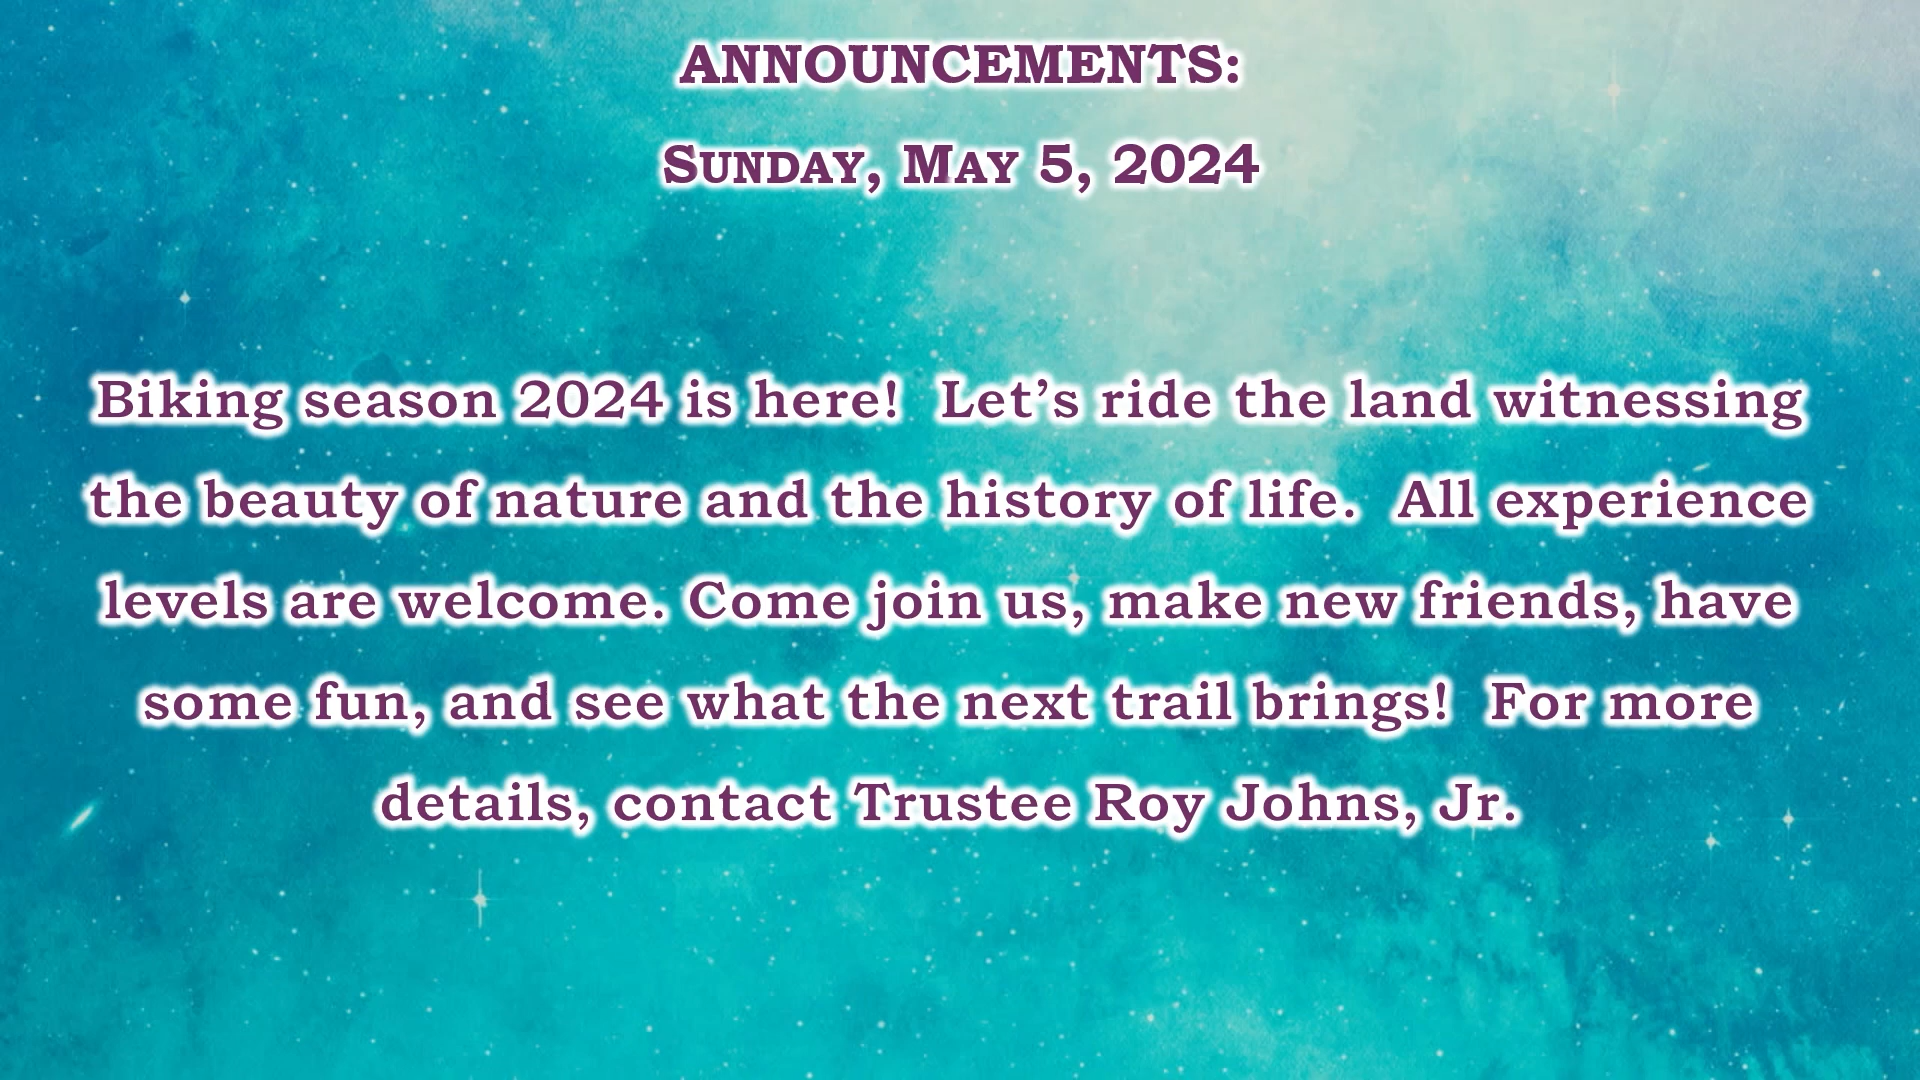 ANNOUNCEMENTS:
SUNDAY, MAY 5, 2024
Biking season 2024 is here!  Let’s ride the land witnessing
the beauty of nature and the history of life.  All experience
levels are welcome. Come join us, make new friends, have
some fun, and see what the next trail brings!  For more
details, contact Trustee Roy Johns, Jr.